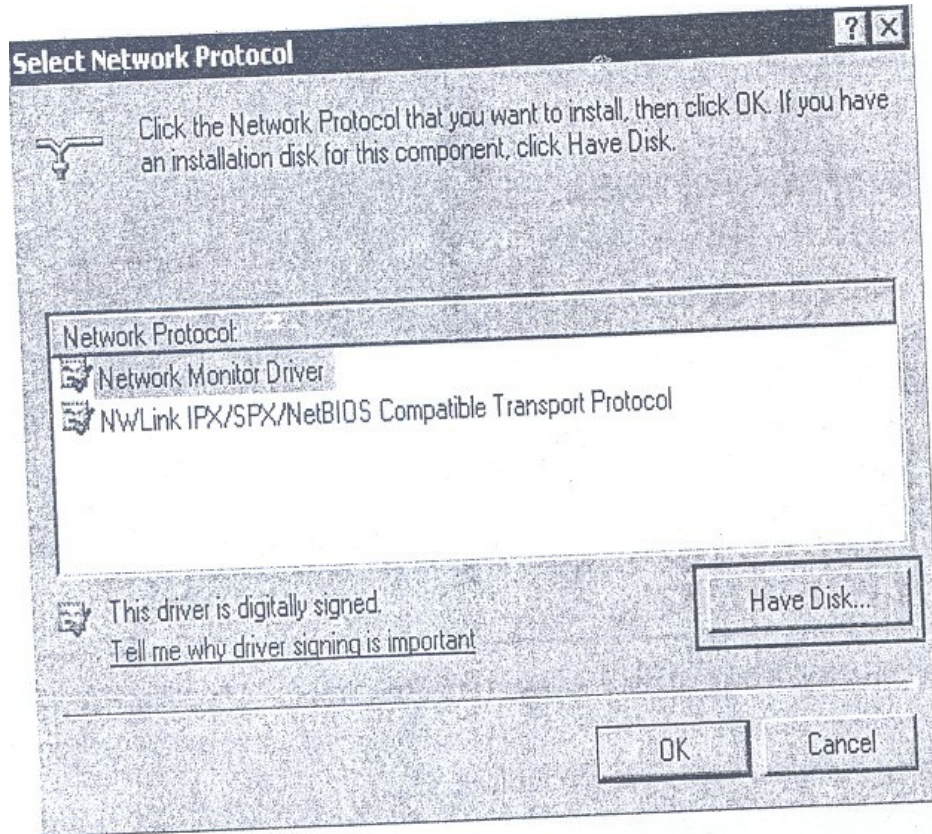 Select Network Protocol
Click the Network Protocol that you want to install, then click OK. If you have
an installation disk for this component, click Have Disk.
Network Protocol:
Network Monitor Driver
NWLink IPX/SPX/NetBIOS Compatible Transport Protocol
This driver is digitally signed.
Tell me why driver signing is important
Have Disk...
OK
Cancel